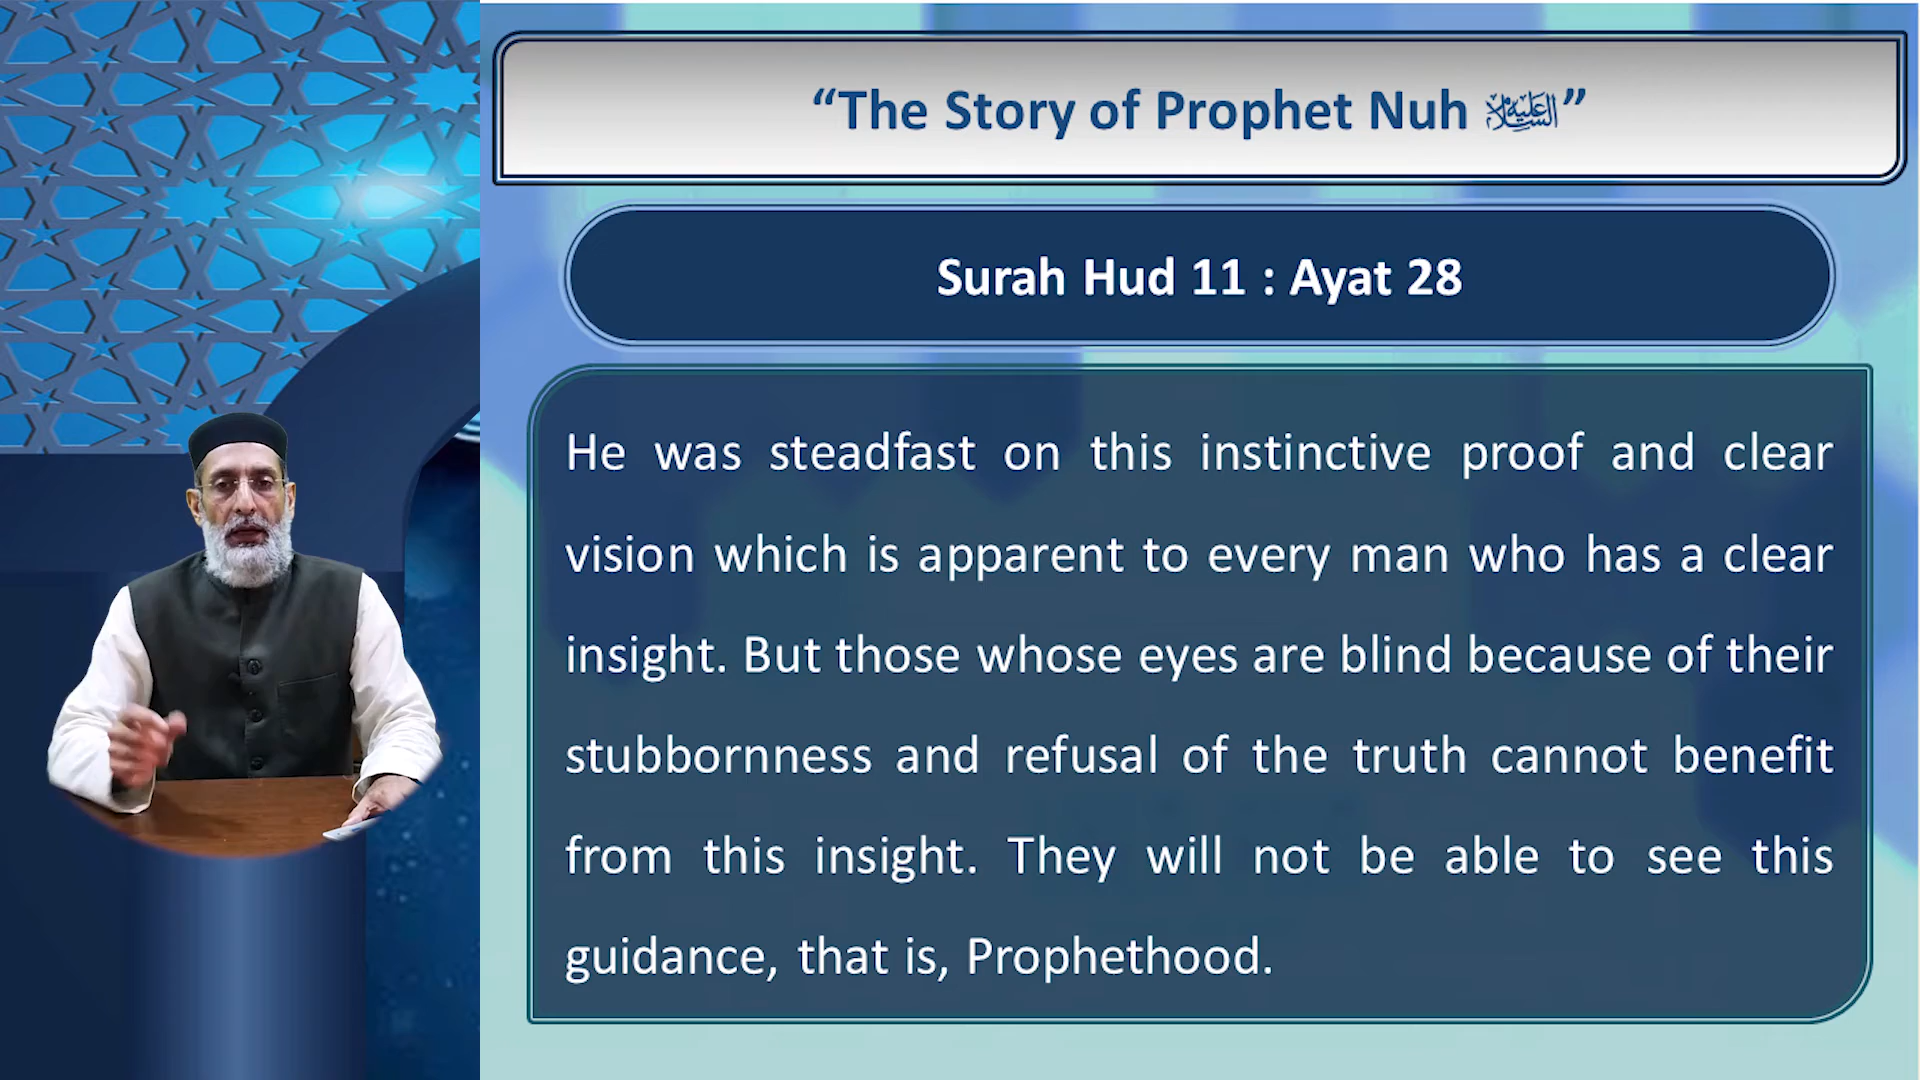 “The Story of Prophet Nuh عليه السلام”
Surah Hud 11 : Ayat 28
He was steadfast on this instinctive proof and clear
vision which is apparent to every man who has a clear
insight. But those whose eyes are blind because of their
stubbornness and refusal of the truth cannot benefit
from this insight. They will not be able to see this
guidance, that is, Prophethood.